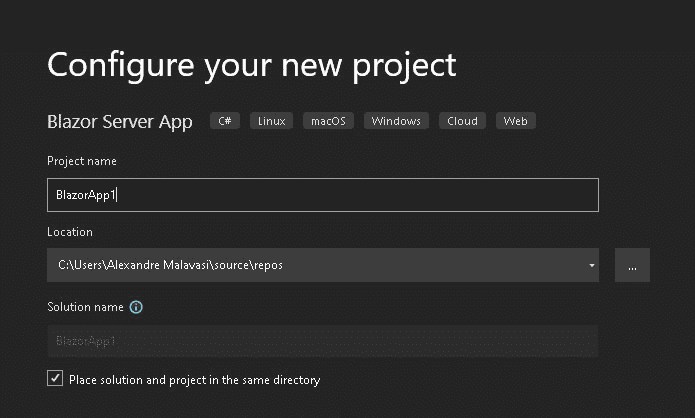 Configure your new project
Blazor Server App C# Linux macOS Windows Cloud Web
Project name
BlazorApp1
Location
C:\Users\Alexandre Malavasi\source\repos
...
Solution name
BlazorApp1
Place solution and project in the same directory